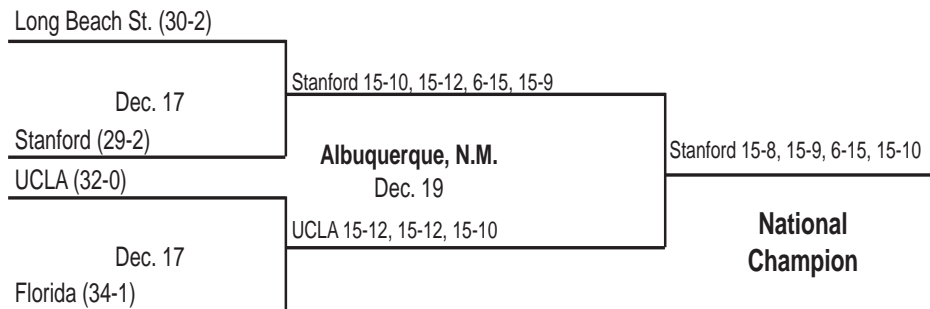 Long Beach St. (30-2)
Stanford 15-10, 15-12, 6-15, 15-9
Dec. 17
Stanford (29-2)
Albuquerque, N.M.
Dec. 19
Stanford 15-8, 15-9, 6-15, 15-10
UCLA (32-0)
UCLA 15-12, 15-12, 15-10
National
Champion
Dec. 17
Florida (34-1)